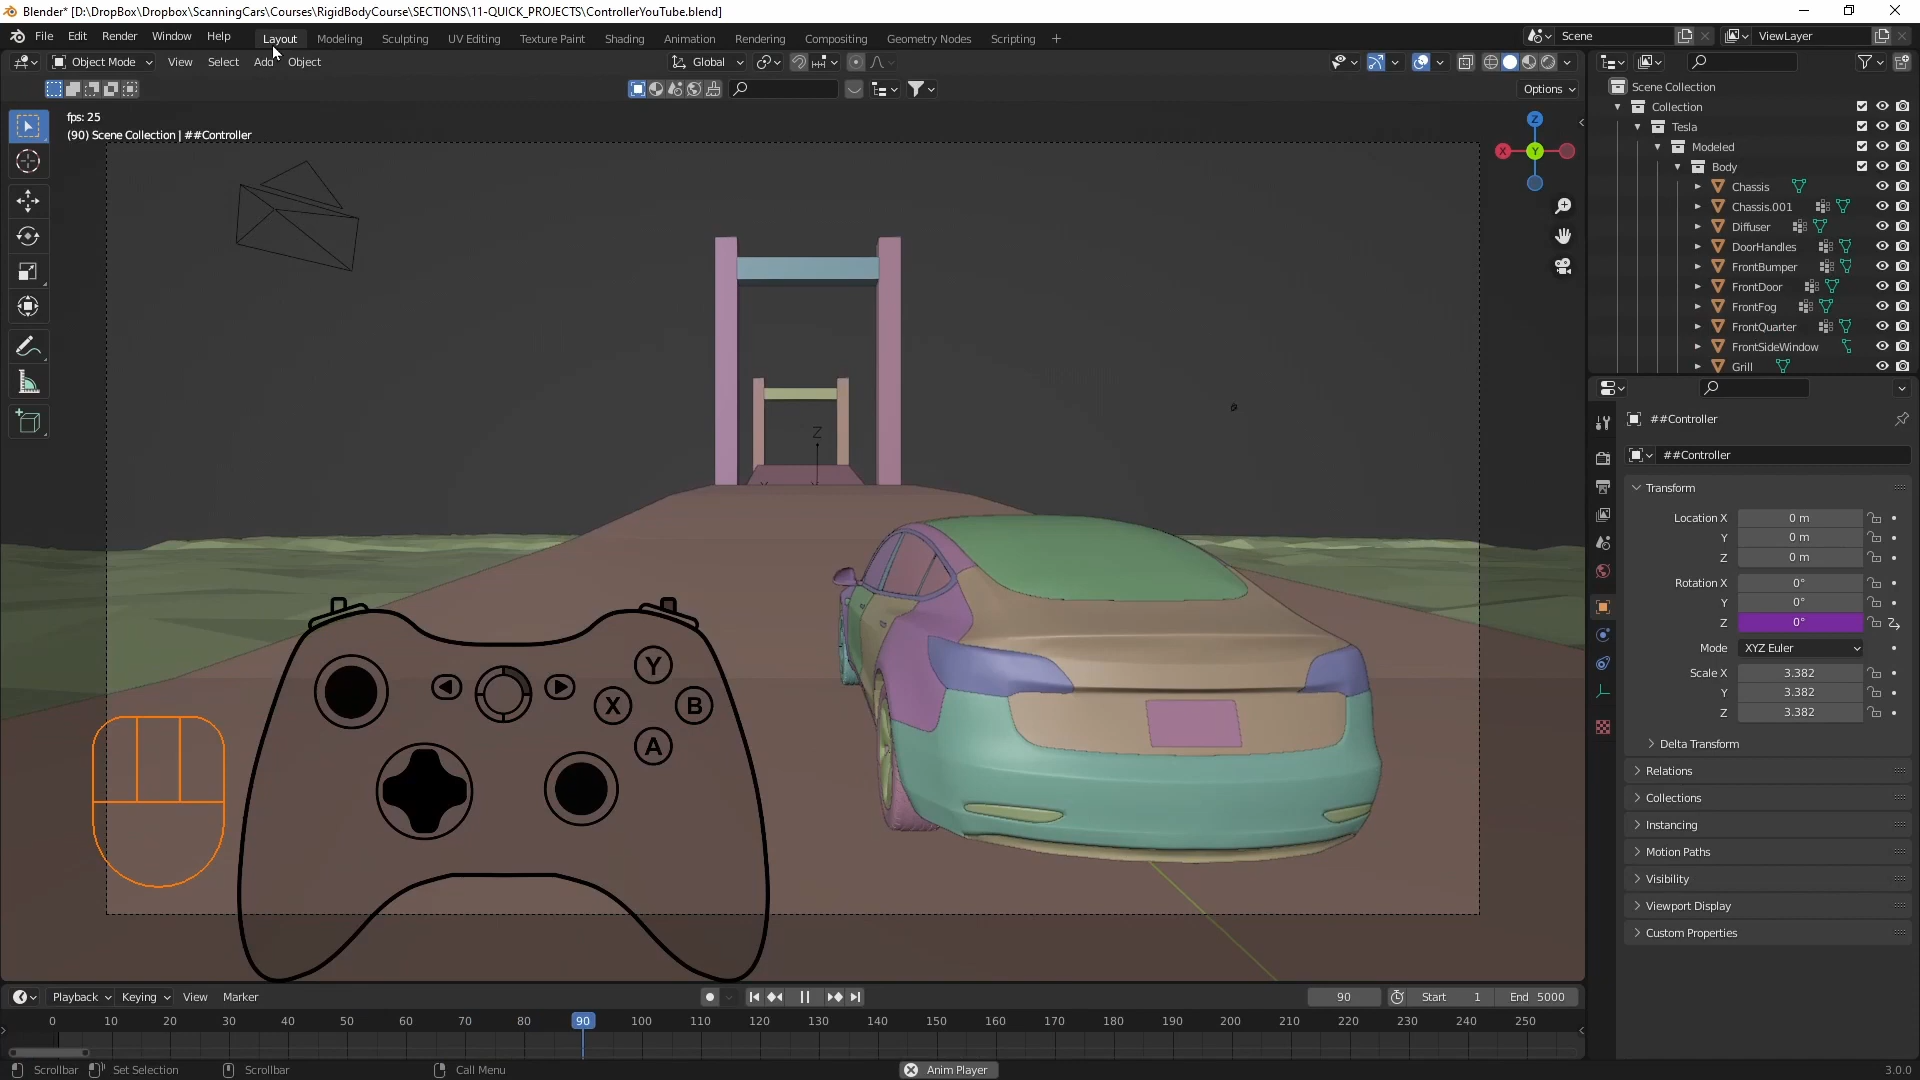 Blender* [D:\DropBox\Dropbox\ScanningCars\Courses\RigidBodyCourse\SECTIONS\11-QUICK_PROJECTS\ControllerYouTube.blend]
File Edit Render Window Help
Layout Modeling Sculpting UV Editing Texture Paint Shading Animation Rendering Compositing Geometry Nodes Scripting +
Scene
ViewLayer
Object Mode View Select Add Object
Global
Options
fps: 25
(90) Scene Collection | ##Controller
Z
X
Y
Z
Y
X
B
A
Scene Collection
Collection
Tesla
Modeled
Body
Chassis
Chassis.001
Diffuser
DoorHandles
FrontBumper
FrontDoor
FrontFog
FrontQuarter
FrontSideWindow
Grill
##Controller
##Controller
Transform
Location X 0 m
Y 0 m
Z 0 m
Rotation X 0°
Y 0°
Z 0°
Mode XYZ Euler
Scale X 3.382
Y 3.382
Z 3.382
Delta Transform
Relations
Collections
Instancing
Motion Paths
Visibility
Viewport Display
Custom Properties
Playback Keying View Marker
90
Start 1
End 5000
0 10 20 30 40 50 60 70 80 90 100 110 120 130 140 150 160 170 180 190 200 210 220 230 240 250
Scrollbar Set Selection Scrollbar Call Menu Anim Player 3.0.0